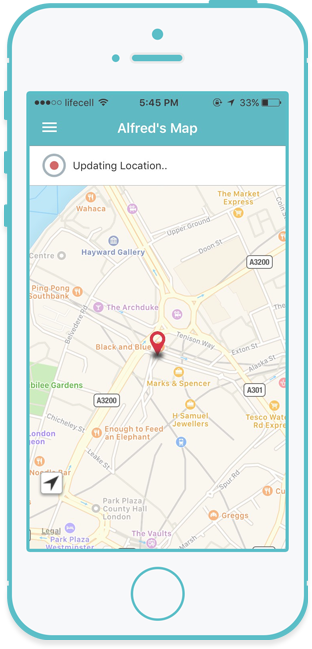 lifecell
5:45 PM
33%
Alfred's Map
Updating Location..
The Market
Express
Wahaca
Upper Ground
Doon St
Hayward Gallery
Centre
A3200
Ping Pong
Southbank
The Archduke
Belvedere Rd
Tenison Way
Black and Blue
Exton St
Alaska St
Marks & Spencer
bilee Gardens
A3200
A301
H Samuel
Jewellers
Tesco Wate
Rd Expres
Chicheley St
Enough to Feed
an Elephant
London
Leake St
Spur Rd
Park Plaza
County Hall
London
Greggs
Legal
Park Plaza
Westminster
The Vaults
Marsh